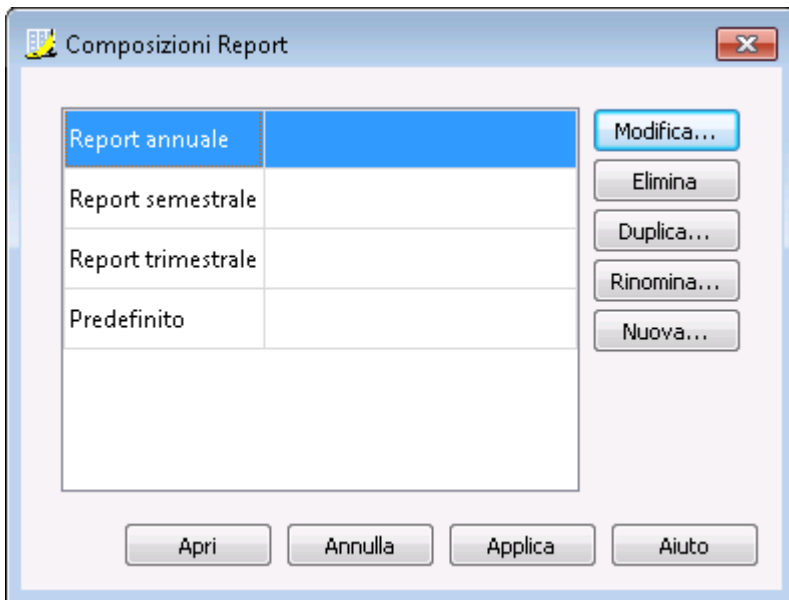 Composizioni Report
Report annuale
Report semestrale
Report trimestrale
Predefinito
Modifica...
Elimina
Duplica...
Rinomina...
Nuova...
Apri
Annulla
Applica
Aiuto